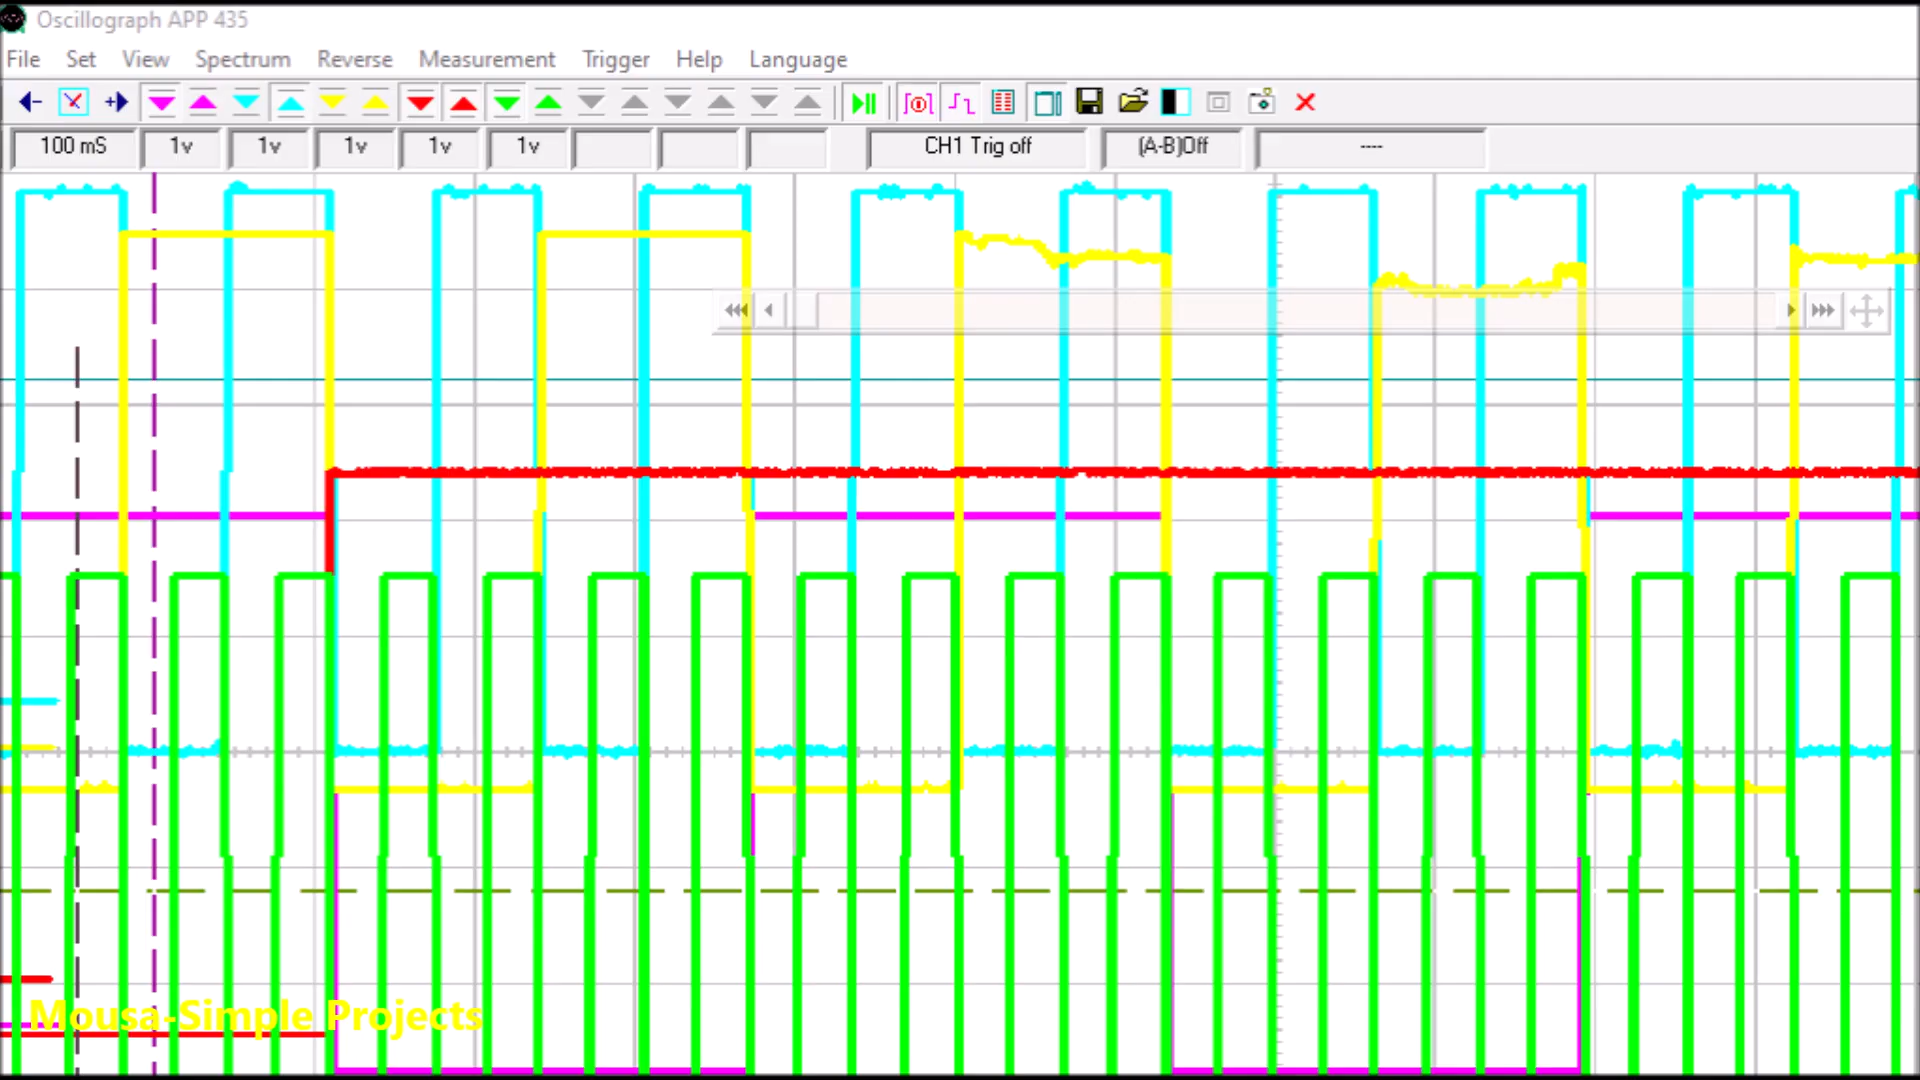 Oscillograph APP 435
File Set View Spectrum Reverse Measurement Trigger Help Language
100 mS 1v 1v 1v 1v 1v CH1 Trig off (A-B)Off ----
Mousa-Simple Projects